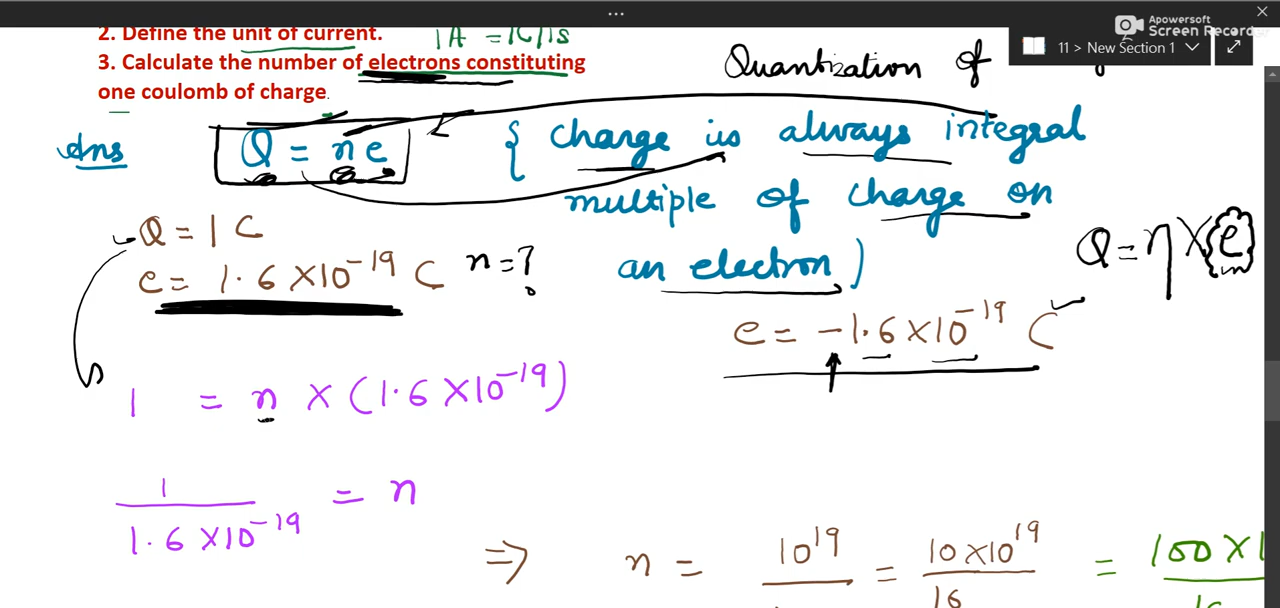 Apowersoft
Screen Recorder
11 > New Section 1
2. Define the unit of current. 1A = 1C/1s
3. Calculate the number of electrons constituting
one coulomb of charge.
Quantization of
Ans Q = ne { Charge is always integral
multiple of charge on
an electron)
Q = 1 C
e = 1.6 × 10⁻¹⁹ C n = ?
Q = n × e
e = -1.6 × 10⁻¹⁹ C
1 = n × (1.6 × 10⁻¹⁹)
1 / 1.6 × 10⁻¹⁹ = n
⇒ n = 10¹⁹ / = 10 × 10¹⁹ / 16 = 100 ×